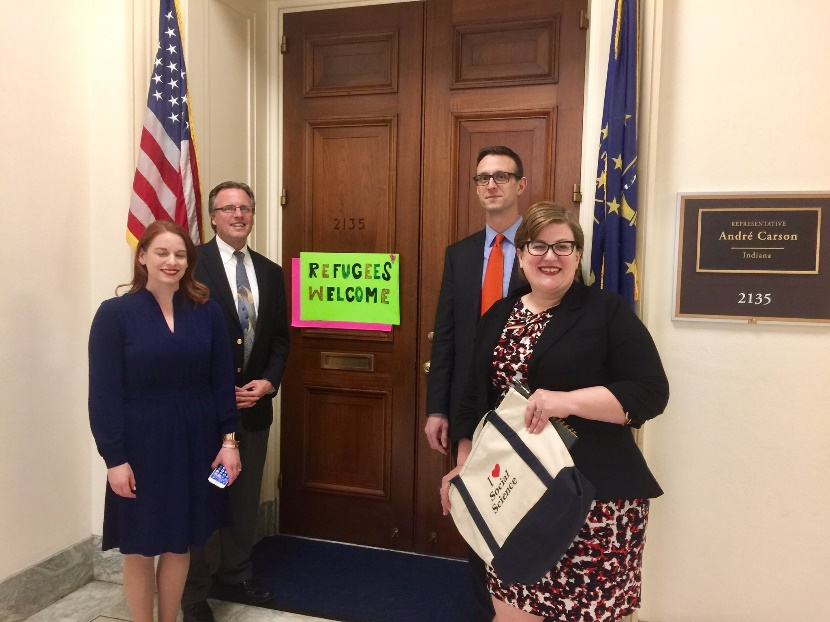 2135
REFUGEES
WELCOME
I ♥
Social
Science
REPRESENTATIVE
André Carson
Indiana
2135